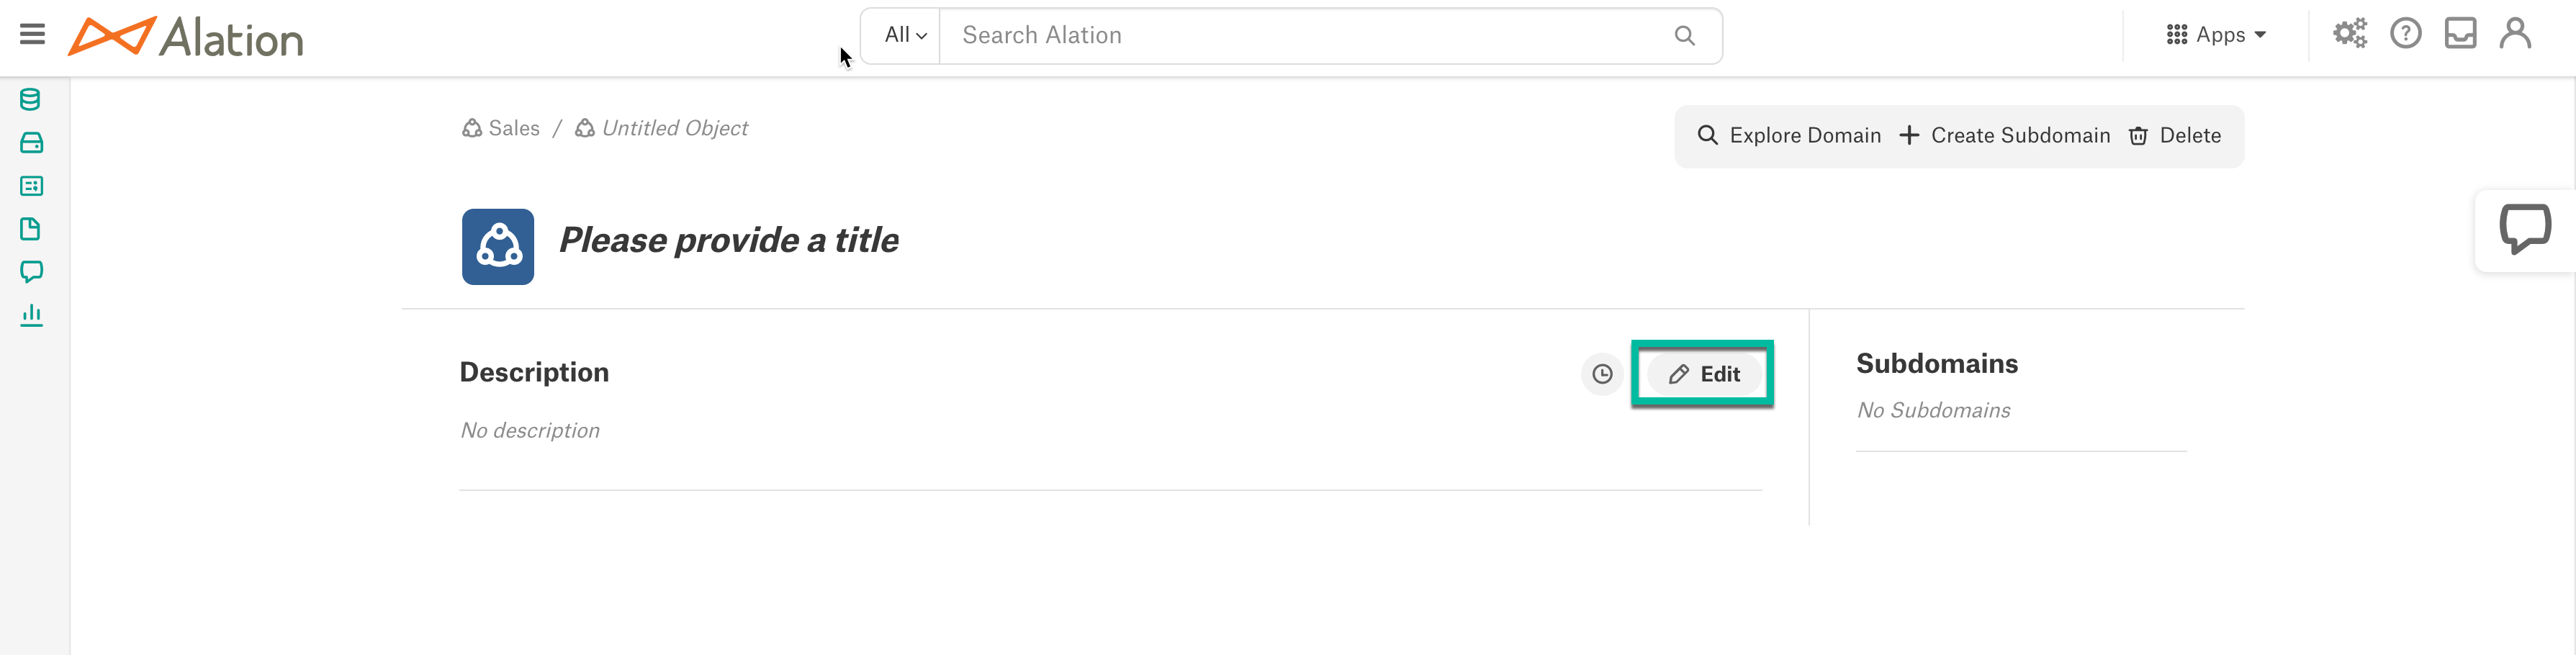 Alation
All
Search Alation
Apps
Sales / Untitled Object
Explore Domain
Create Subdomain
Delete
Please provide a title
Description
Edit
No description
Subdomains
No Subdomains